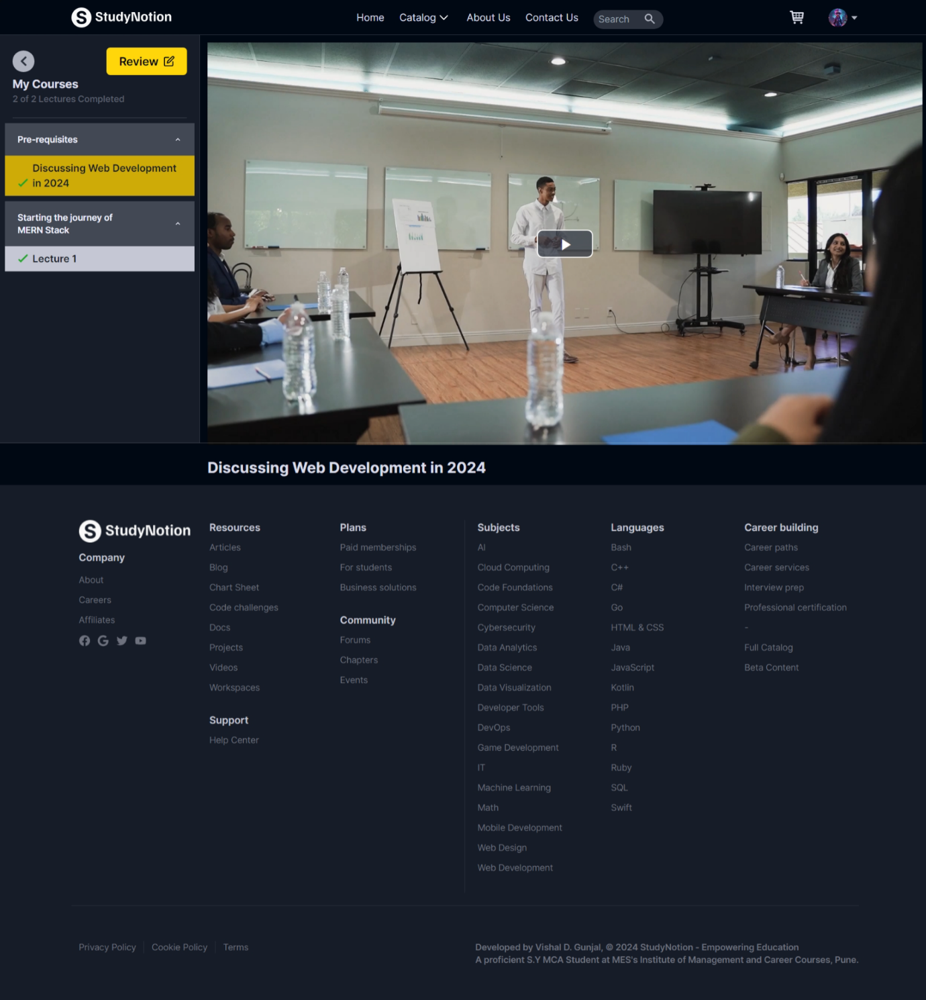 StudyNotion
Home
Catalog
About Us
Contact Us
Search
Review
My Courses
2 of 2 Lectures Completed
Pre-requisites
Discussing Web Development
in 2024
Starting the journey of
MERN Stack
Lecture 1
Discussing Web Development in 2024
StudyNotion
Company
About
Careers
Affiliates
Resources
Articles
Blog
Chart Sheet
Code challenges
Docs
Projects
Videos
Workspaces
Support
Help Center
Plans
Paid memberships
For students
Business solutions
Community
Forums
Chapters
Events
Subjects
AI
Cloud Computing
Code Foundations
Computer Science
Cybersecurity
Data Analytics
Data Science
Data Visualization
Developer Tools
DevOps
Game Development
IT
Machine Learning
Math
Mobile Development
Web Design
Web Development
Languages
Bash
C++
C#
Go
HTML & CSS
Java
JavaScript
Kotlin
PHP
Python
R
Ruby
SQL
Swift
Career building
Career paths
Career services
Interview prep
Professional certification
-
Full Catalog
Beta Content
Privacy Policy
Cookie Policy
Terms
Developed by Vishal D. Gunjal, © 2024 StudyNotion - Empowering Education
A proficient S.Y MCA Student at MES's Institute of Management and Career Courses, Pune.